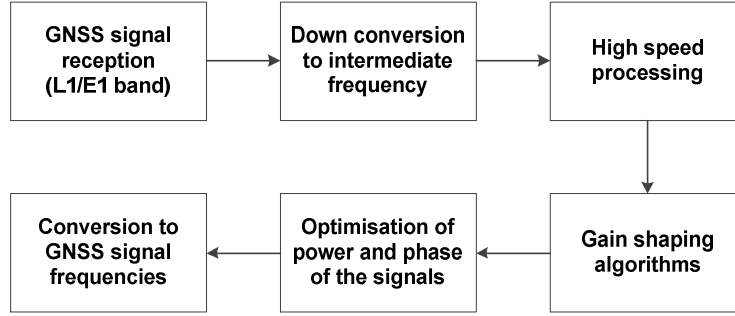 GNSS signal
reception
(L1/E1 band)
Down conversion
to intermediate
frequency
High speed
processing
Gain shaping
algorithms
Optimisation of
power and phase
of the signals
Conversion to
GNSS signal
frequencies